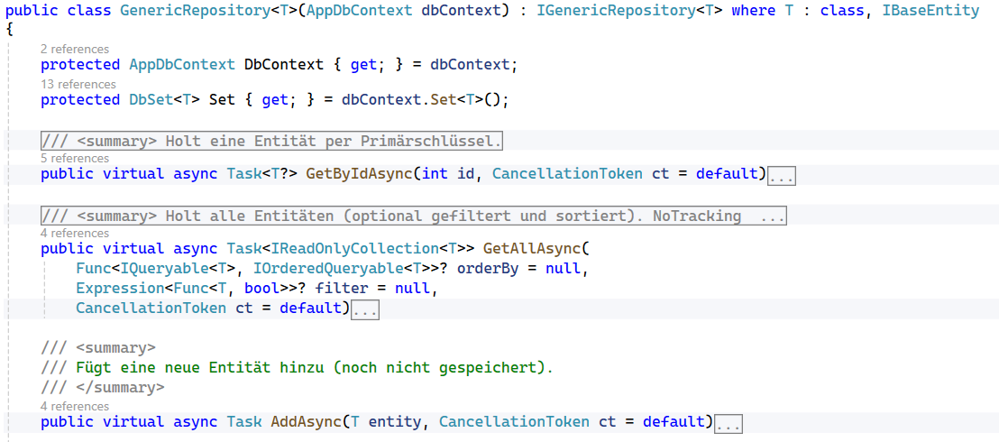 public class GenericRepository<T>(AppDbContext dbContext) : IGenericRepository<T> where T : class, IBaseEntity
{
2 references
protected AppDbContext DbContext { get; } = dbContext;
13 references
protected DbSet<T> Set { get; } = dbContext.Set<T>();
/// <summary> Holt eine Entität per Primärschlüssel.
5 references
public virtual async Task<T?> GetByIdAsync(int id, CancellationToken ct = default)...
/// <summary> Holt alle Entitäten (optional gefiltert und sortiert). NoTracking ...
4 references
public virtual async Task<IReadOnlyCollection<T>> GetAllAsync(
Func<IQueryable<T>, IOrderedQueryable<T>>? orderBy = null,
Expression<Func<T, bool>>? filter = null,
CancellationToken ct = default)...
/// <summary>
/// Fügt eine neue Entität hinzu (noch nicht gespeichert).
/// </summary>
4 references
public virtual async Task AddAsync(T entity, CancellationToken ct = default)...